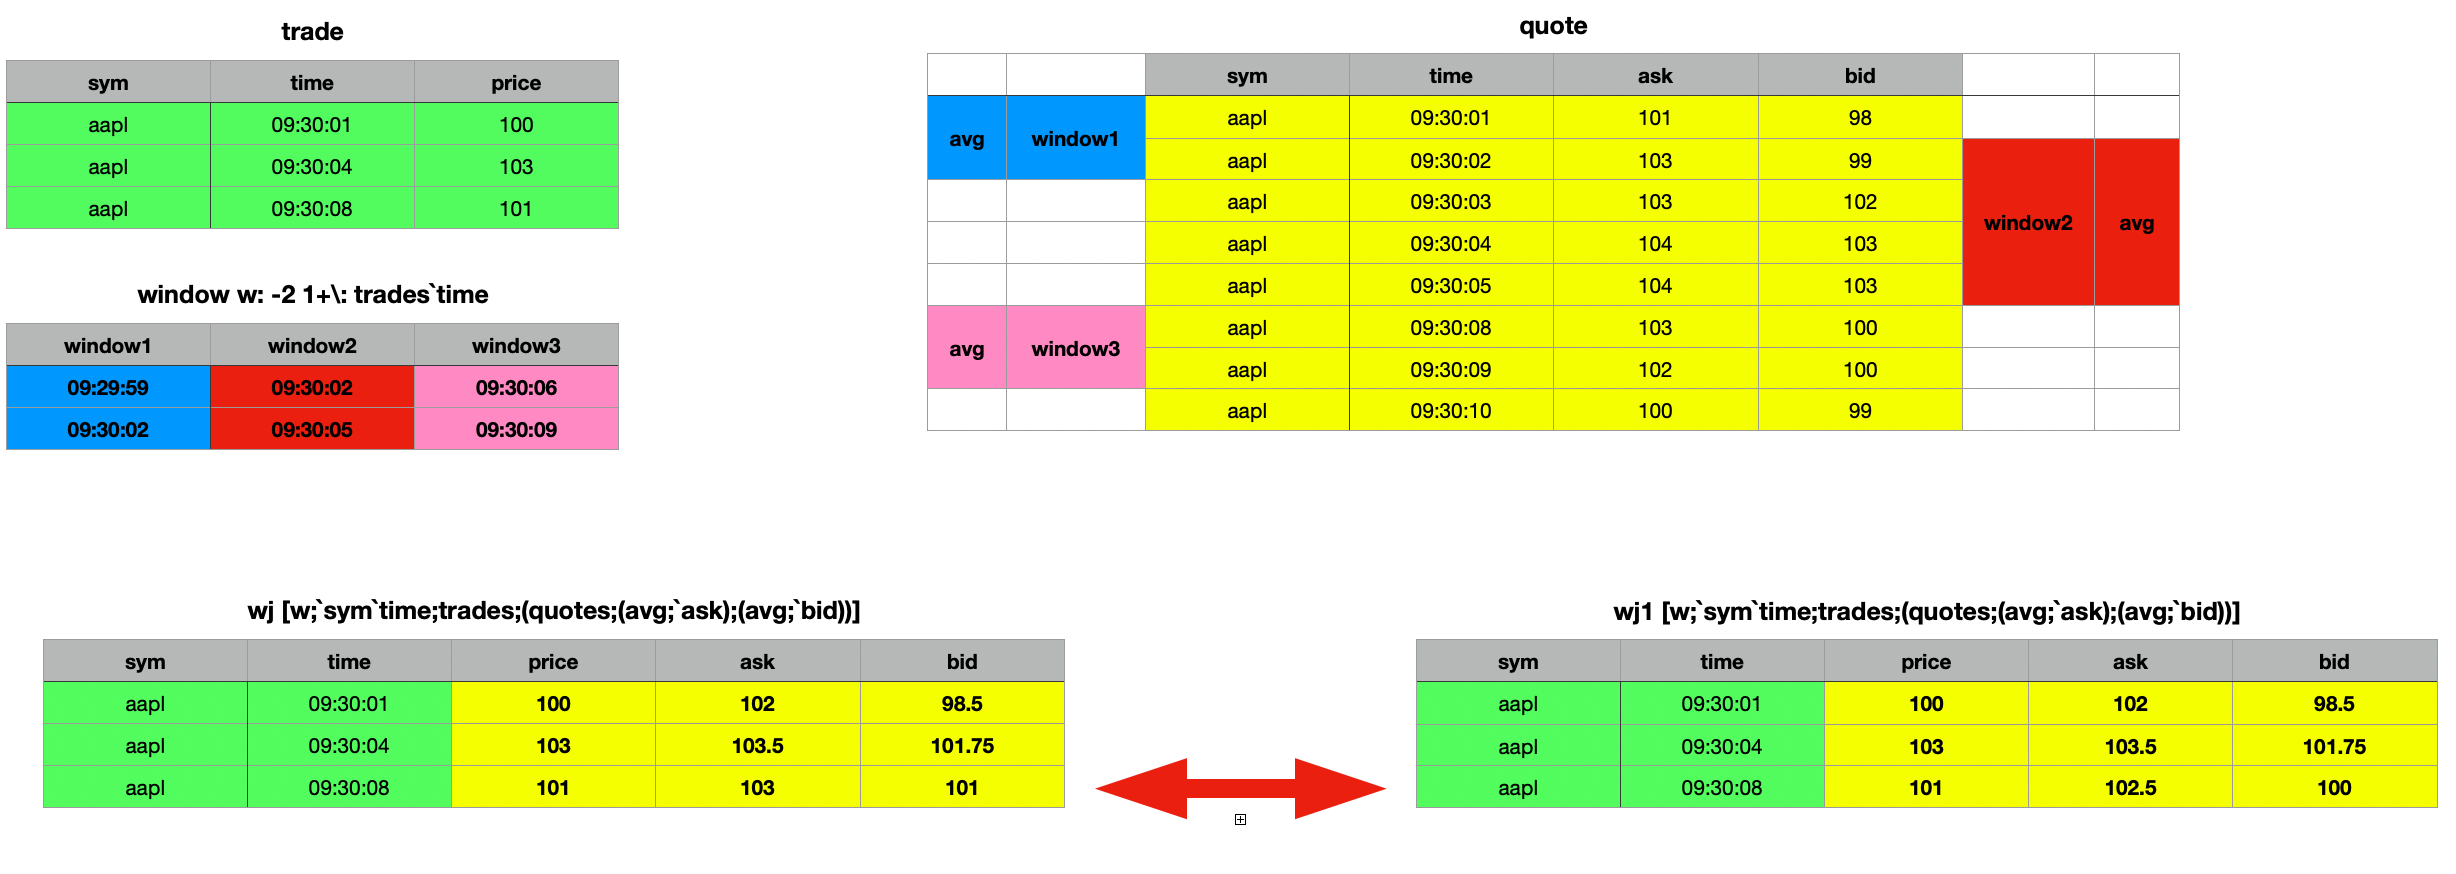 trade
sym time price
aapl 09:30:01 100
aapl 09:30:04 103
aapl 09:30:08 101
window w: -2 1+\: trades`time
window1 window2 window3
09:29:59 09:30:02 09:30:06
09:30:02 09:30:05 09:30:09
quote
sym time ask bid
avg window1
aapl 09:30:01 101 98
aapl 09:30:02 103 99
aapl 09:30:03 103 102
window2 avg
aapl 09:30:04 104 103
aapl 09:30:05 104 103
avg window3
aapl 09:30:08 103 100
aapl 09:30:09 102 100
aapl 09:30:10 100 99
wj [w;`sym`time;trades;(quotes;(avg;`ask);(avg;`bid))]
sym time price ask bid
aapl 09:30:01 100 102 98.5
aapl 09:30:04 103 103.5 101.75
aapl 09:30:08 101 103 101
wj1 [w;`sym`time;trades;(quotes;(avg;`ask);(avg;`bid))]
sym time price ask bid
aapl 09:30:01 100 102 98.5
aapl 09:30:04 103 103.5 101.75
aapl 09:30:08 101 102.5 100